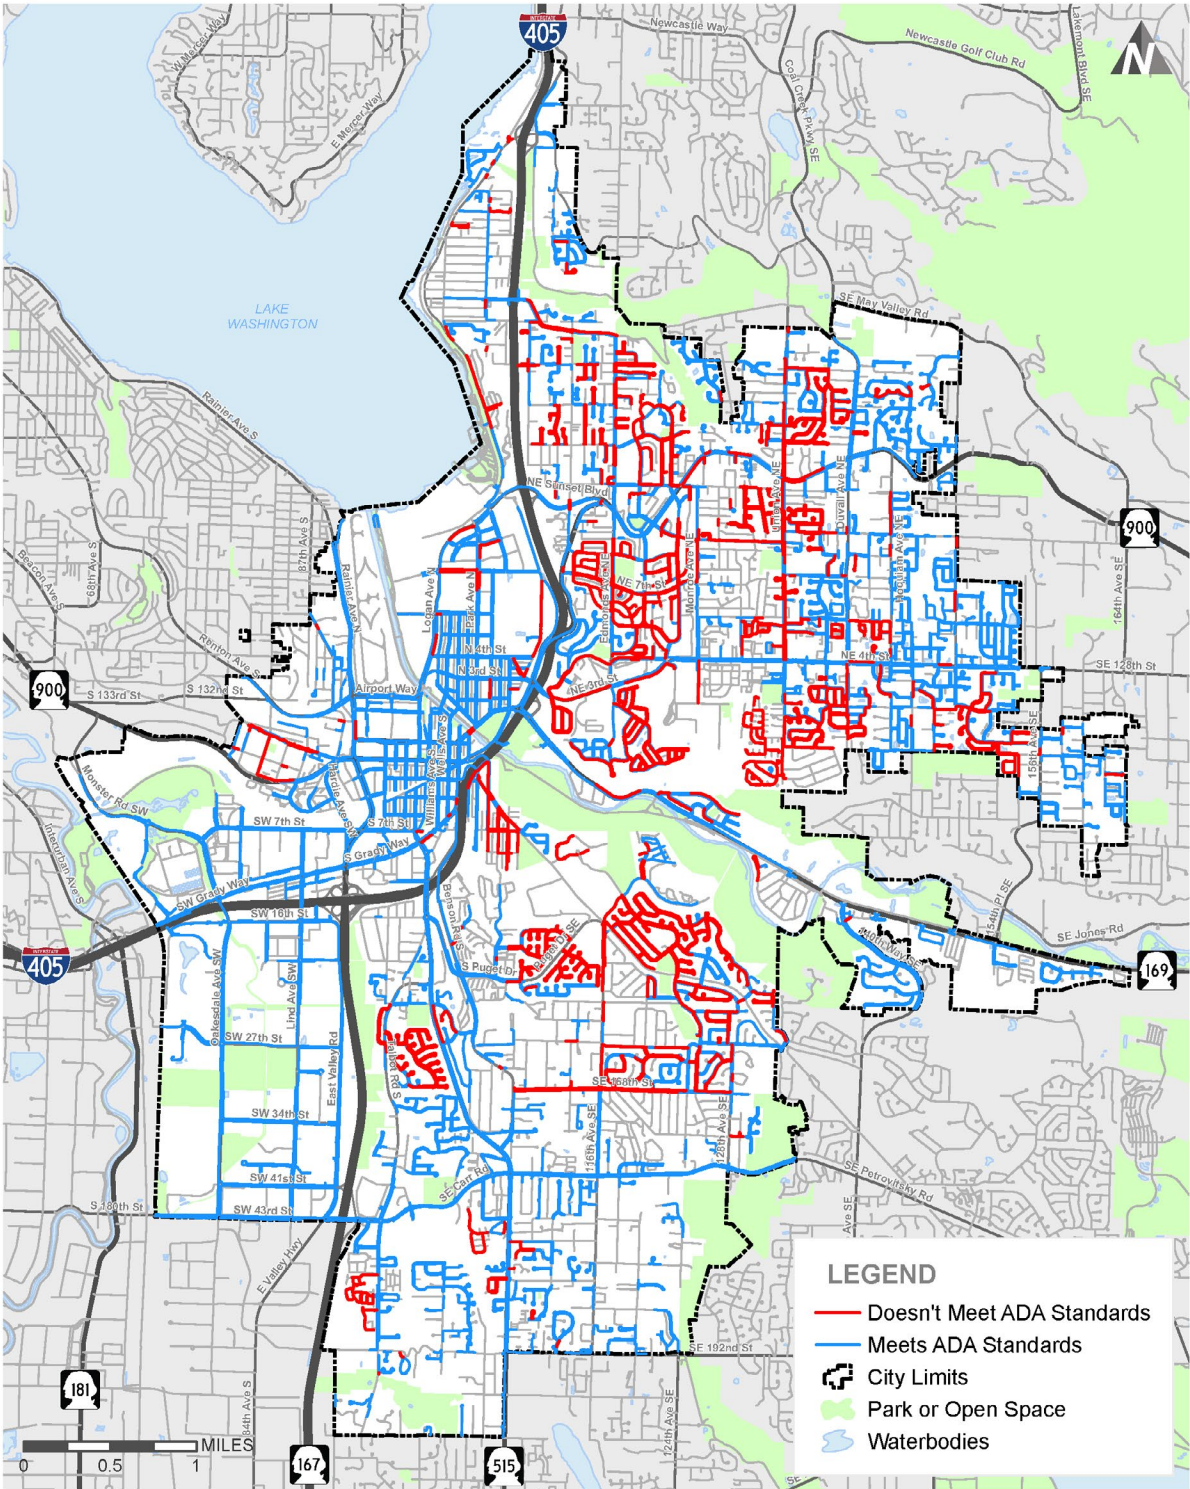 INTERSTATE
405
Newcastle Way
Newcastle Golf Club Rd
Lakemont Blvd SE
N
W Mercer Way
E Mercer Way
Coal Creek Pkwy SE
SE May Valley Rd
LAKE
WASHINGTON
Rainier Ave S
NE Sunset Blvd
Union Ave NE
Duvall Ave NE
Hoquiam Ave NE
900
87th Ave S
68th Ave S
Beacon Ave S
Rainier Ave N
Logan Ave N
Park Ave N
Edmonds Ave NE
NE 7th St
Monroe Ave NE
164th Ave SE
Renton Ave S
N 4th St
NE 4th St
SE 128th St
900
S 133rd St
S 132nd St
Airport Way
N 3rd St
NE 3rd St
156th Ave SE
Monster Rd SW
Hardie Ave SW
Williams Ave S
Wells Ave S
SW 7th St
S 7th St
S Grady Way
Interurban Ave S
SW Grady Way
SW 16th St
Benson Rd S
S Puget Dr
Puget Dr SE
140th Way SE
154th Pl SE
SE Jones Rd
INTERSTATE
405
169
Oakesdale Ave SW
Lind Ave SW
SW 27th St
East Valley Rd
Talbot Rd S
SE 168th St
SW 34th St
116th Ave SE
128th Ave SE
SW 41st St
SE Carr Rd
SE Petrovitsky Rd
S 180th St
SW 43rd St
Ave SE
E Valley Hwy
LEGEND
Doesn't Meet ADA Standards
Meets ADA Standards
City Limits
Park or Open Space
Waterbodies
SE 192nd St
181
84th Ave S
124th Ave SE
MILES
0 0.5 1
167
515
SE